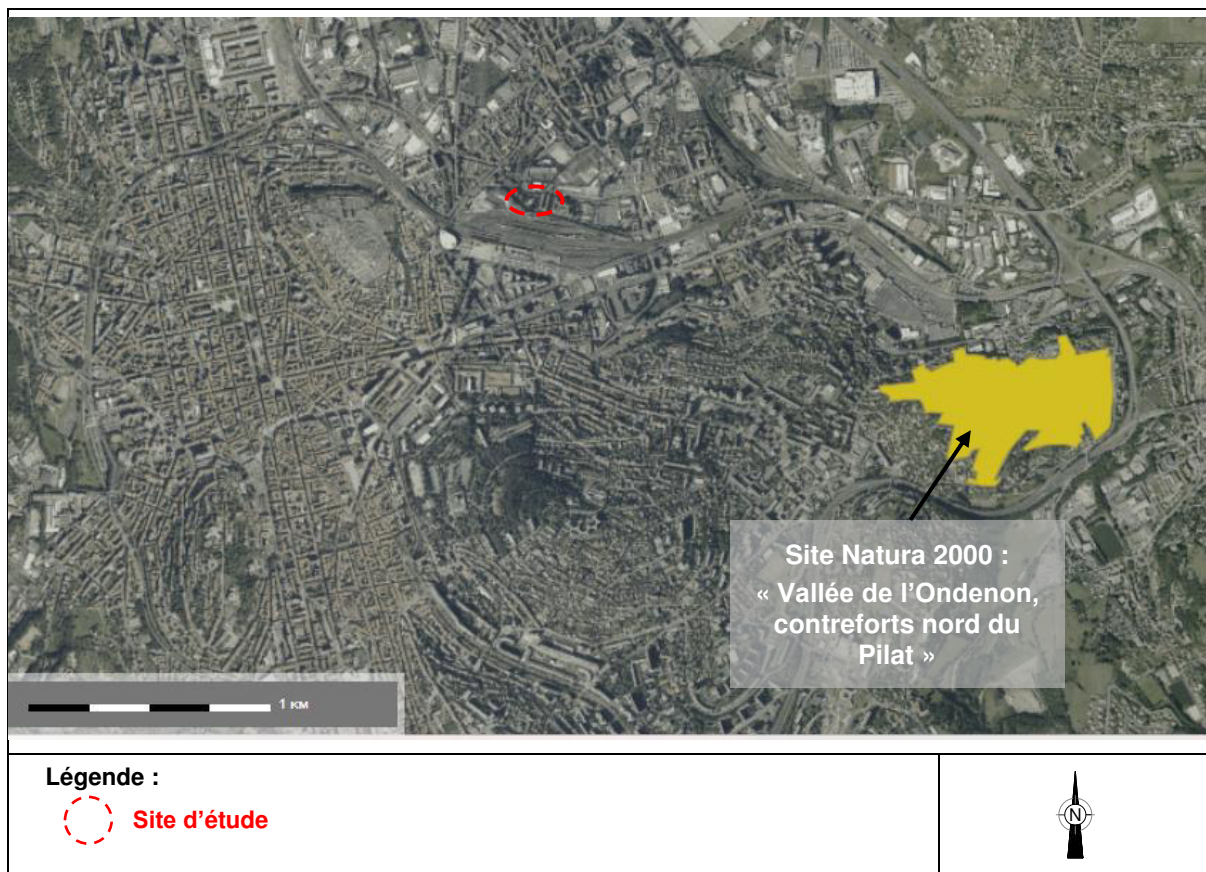 Site Natura 2000 :
« Vallée de l’Ondenon,
contreforts nord du
Pilat »
1 KM
Légende :
Site d’étude
N